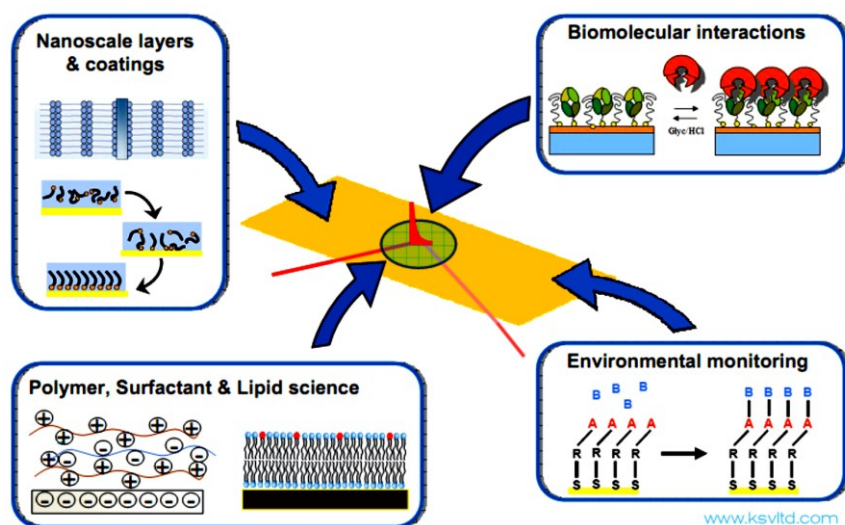 Nanoscale layers
& coatings
Biomolecular interactions
Glyc/HCl
Polymer, Surfactant & Lipid science
+ + + +
- -
+ - - - +
+ + +
- - - - - - - -
Environmental monitoring
B B B
B
A A A A
R R R R
S S S S
B B B B
A A A A
R R R R
S S S S
www.ksvltd.com